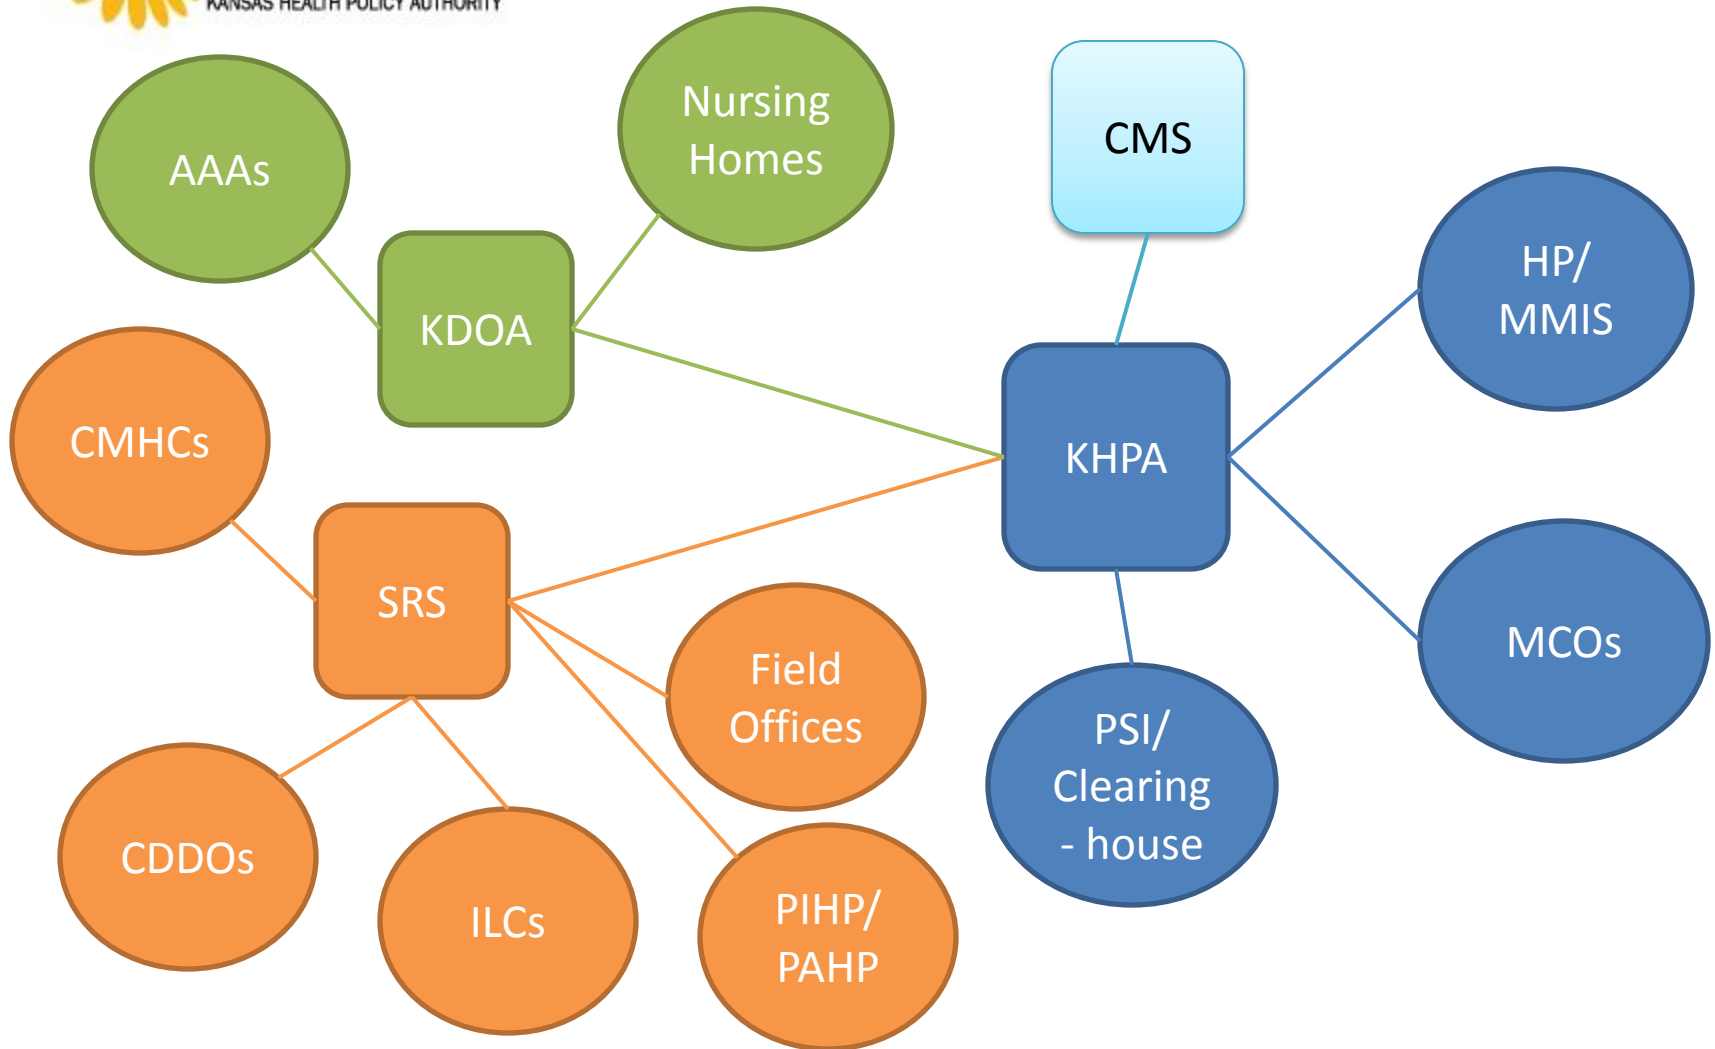 KANSAS HEALTH POLICY AUTHORITY
Nursing
Homes
CMS
AAAs
HP/
MMIS
KDOA
CMHCs
KHPA
SRS
Field
Offices
MCOs
PSI/
Clearing
- house
CDDOs
ILCs
PIHP/
PAHP